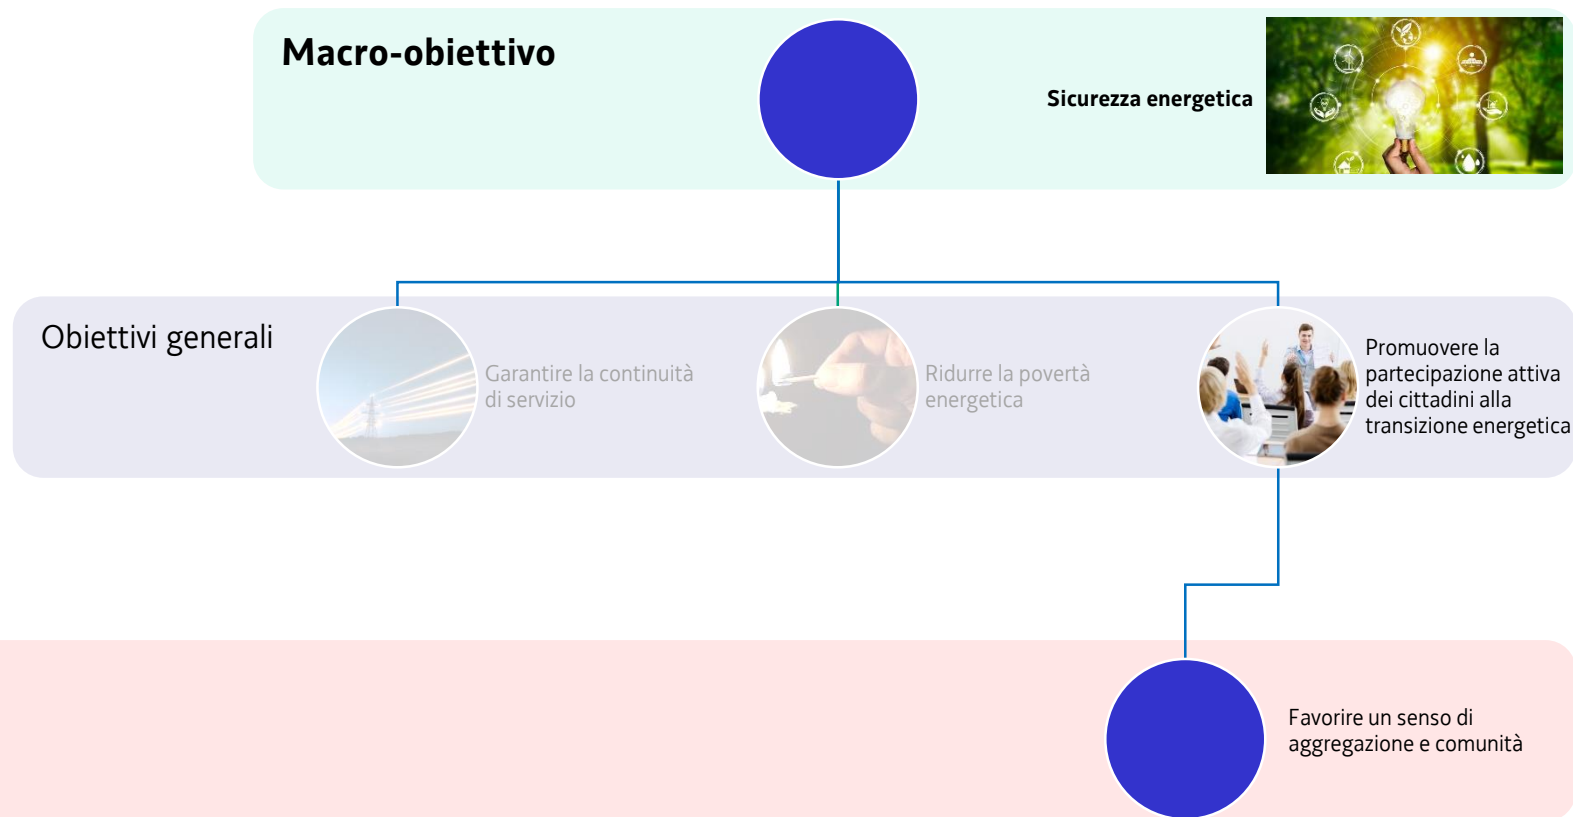 Macro-obiettivo
Sicurezza energetica
Obiettivi generali
Garantire la continuità
di servizio
Ridurre la povertà
energetica
Promuovere la
partecipazione attiva
dei cittadini alla
transizione energetica
Favorire un senso di
aggregazione e comunità